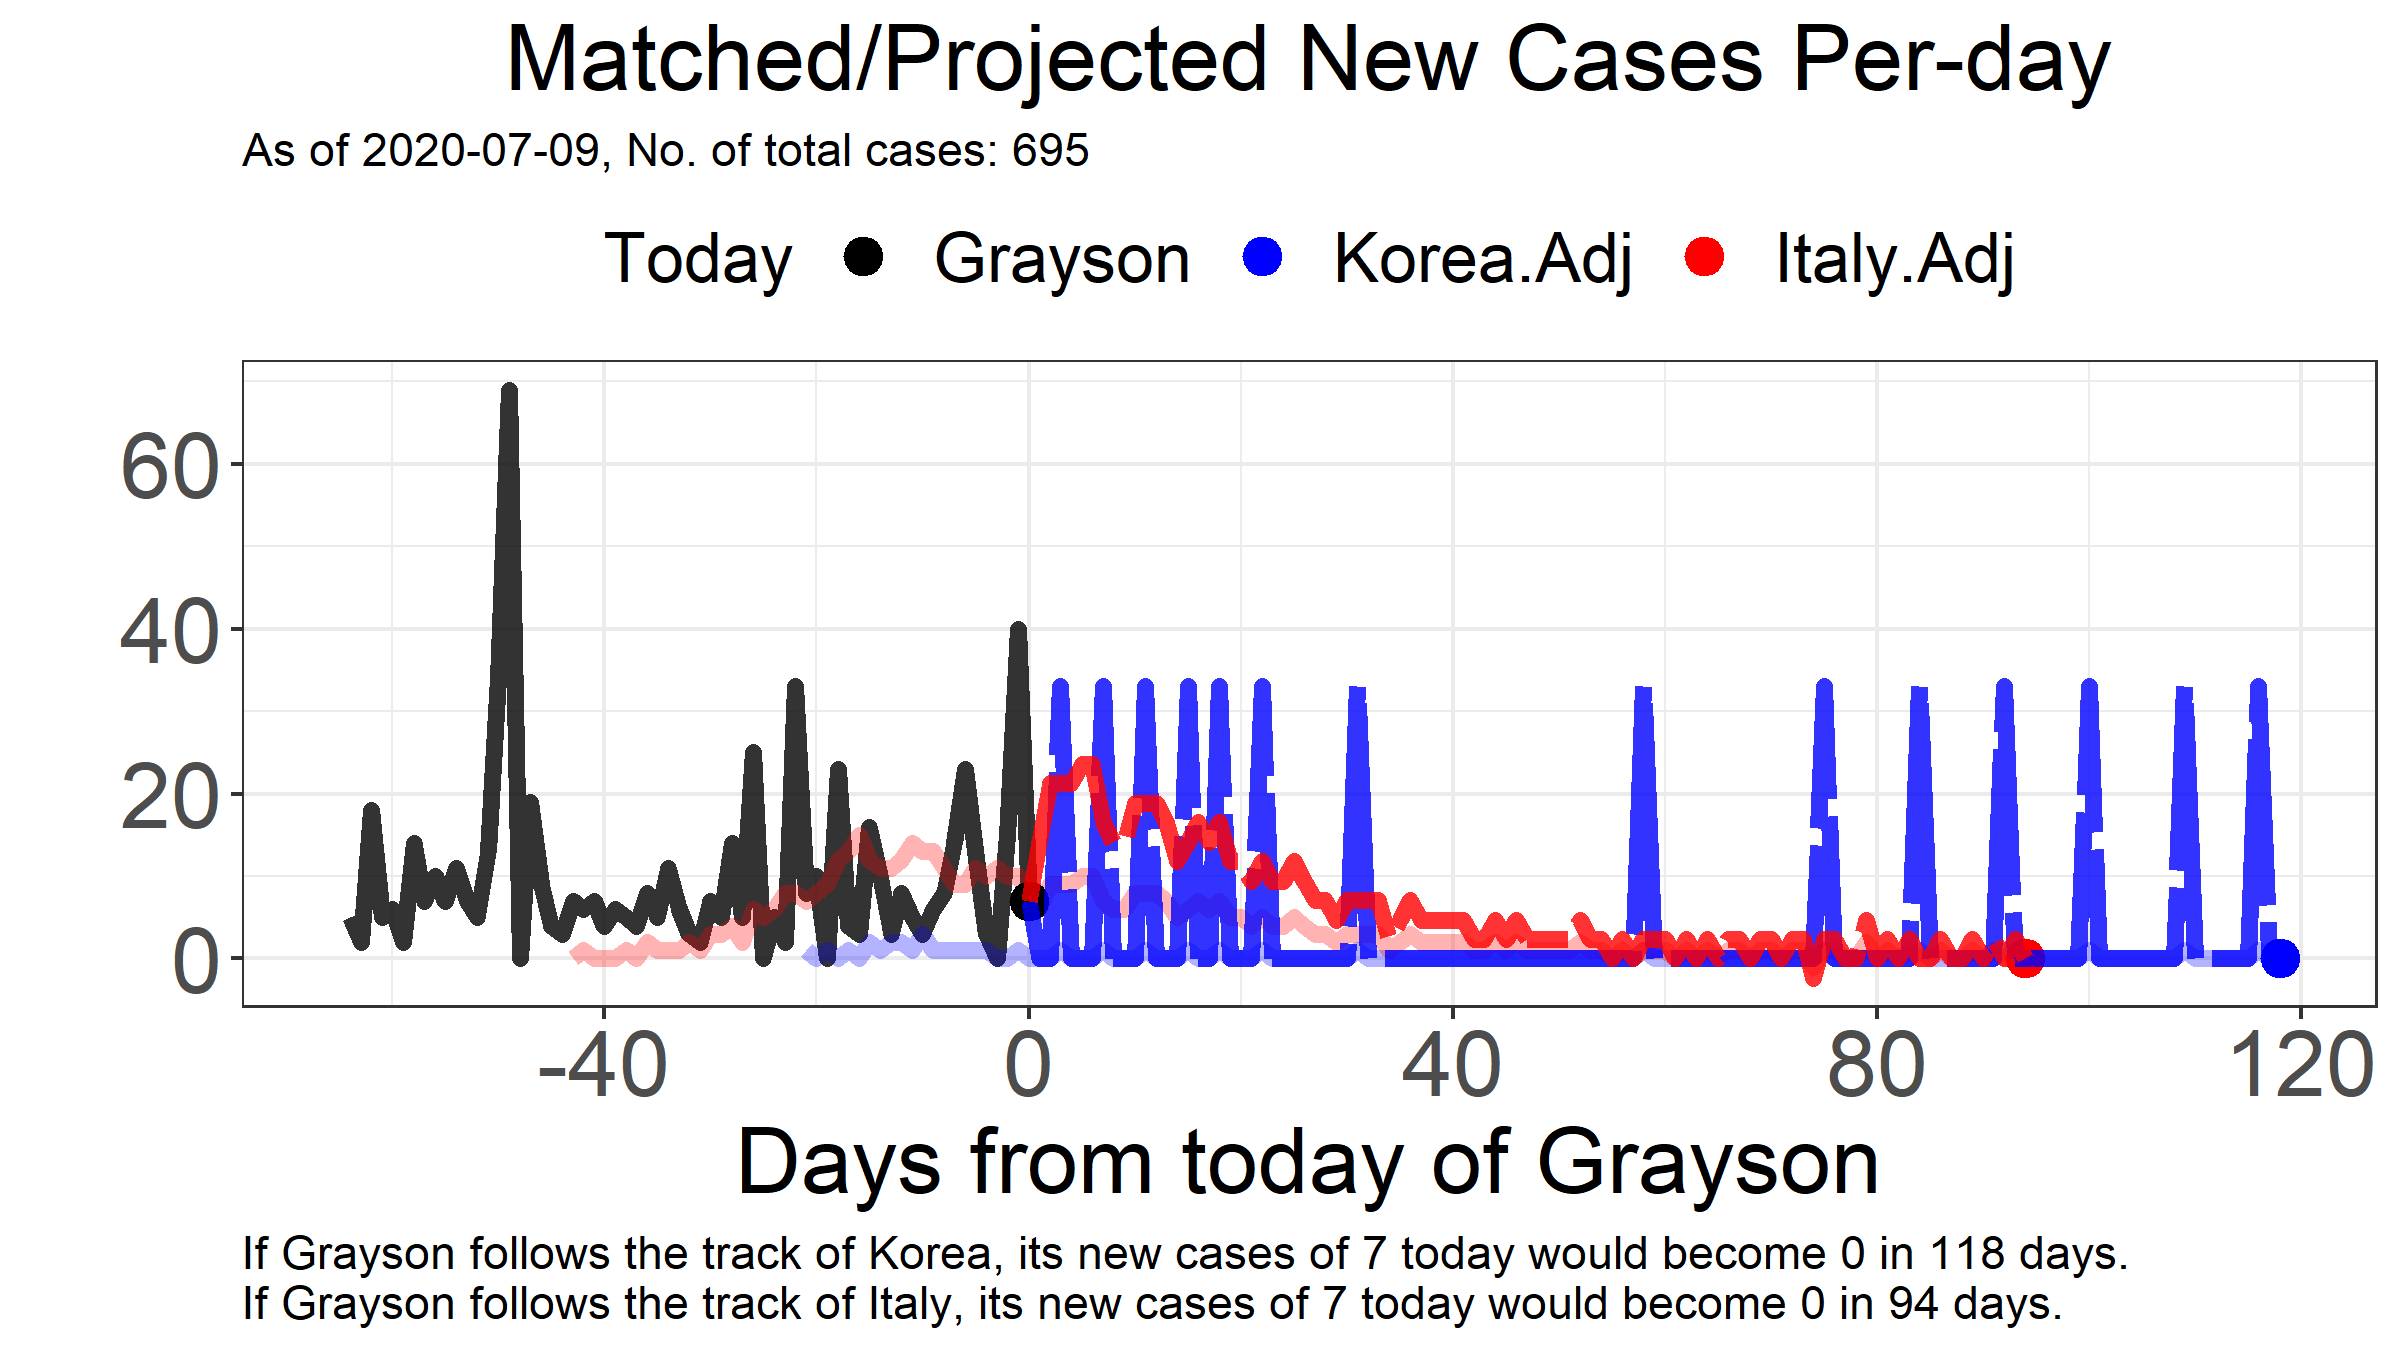 Matched/Projected New Cases Per-day
As of 2020-07-09, No. of total cases: 695
Today Grayson Korea.Adj Italy.Adj
60
40
20
0
-40 0 40 80 120
Days from today of Grayson
If Grayson follows the track of Korea, its new cases of 7 today would become 0 in 118 days.
If Grayson follows the track of Italy, its new cases of 7 today would become 0 in 94 days.